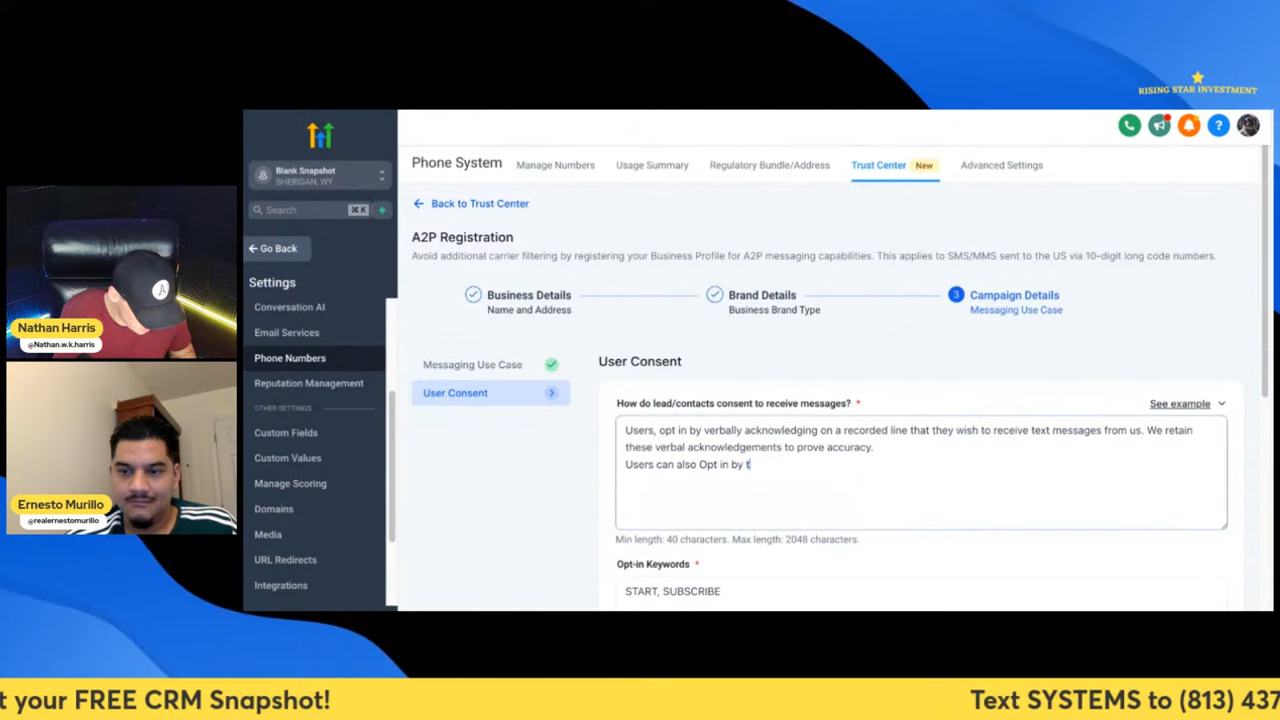 RISING STAR INVESTMENT
Blank Snapshot
SHERIDAN, WY
Search
⌘ K
Go Back
Settings
Conversation AI
Email Services
Phone Numbers
Reputation Management
OTHER SETTINGS
Custom Fields
Custom Values
Manage Scoring
Domains
Media
URL Redirects
Integrations
Phone System
Manage Numbers
Usage Summary
Regulatory Bundle/Address
Trust Center New
Advanced Settings
Back to Trust Center
A2P Registration
Avoid additional carrier filtering by registering your Business Profile for A2P messaging capabilities. This applies to SMS/MMS sent to the US via 10-digit long code numbers.
Business Details
Name and Address
Brand Details
Business Brand Type
3 Campaign Details
Messaging Use Case
Messaging Use Case
User Consent
User Consent
How do lead/contacts consent to receive messages? *
See example
Users, opt in by verbally acknowledging on a recorded line that they wish to receive text messages from us. We retain
these verbal acknowledgements to prove accuracy.
Users can also Opt in by t
Min length: 40 characters. Max length: 2048 characters.
Opt-in Keywords *
START, SUBSCRIBE
Nathan Harris
@Nathan.w.k.harris
Ernesto Murillo
@realernestomurillo
t your FREE CRM Snapshot!
Text SYSTEMS to (813) 437